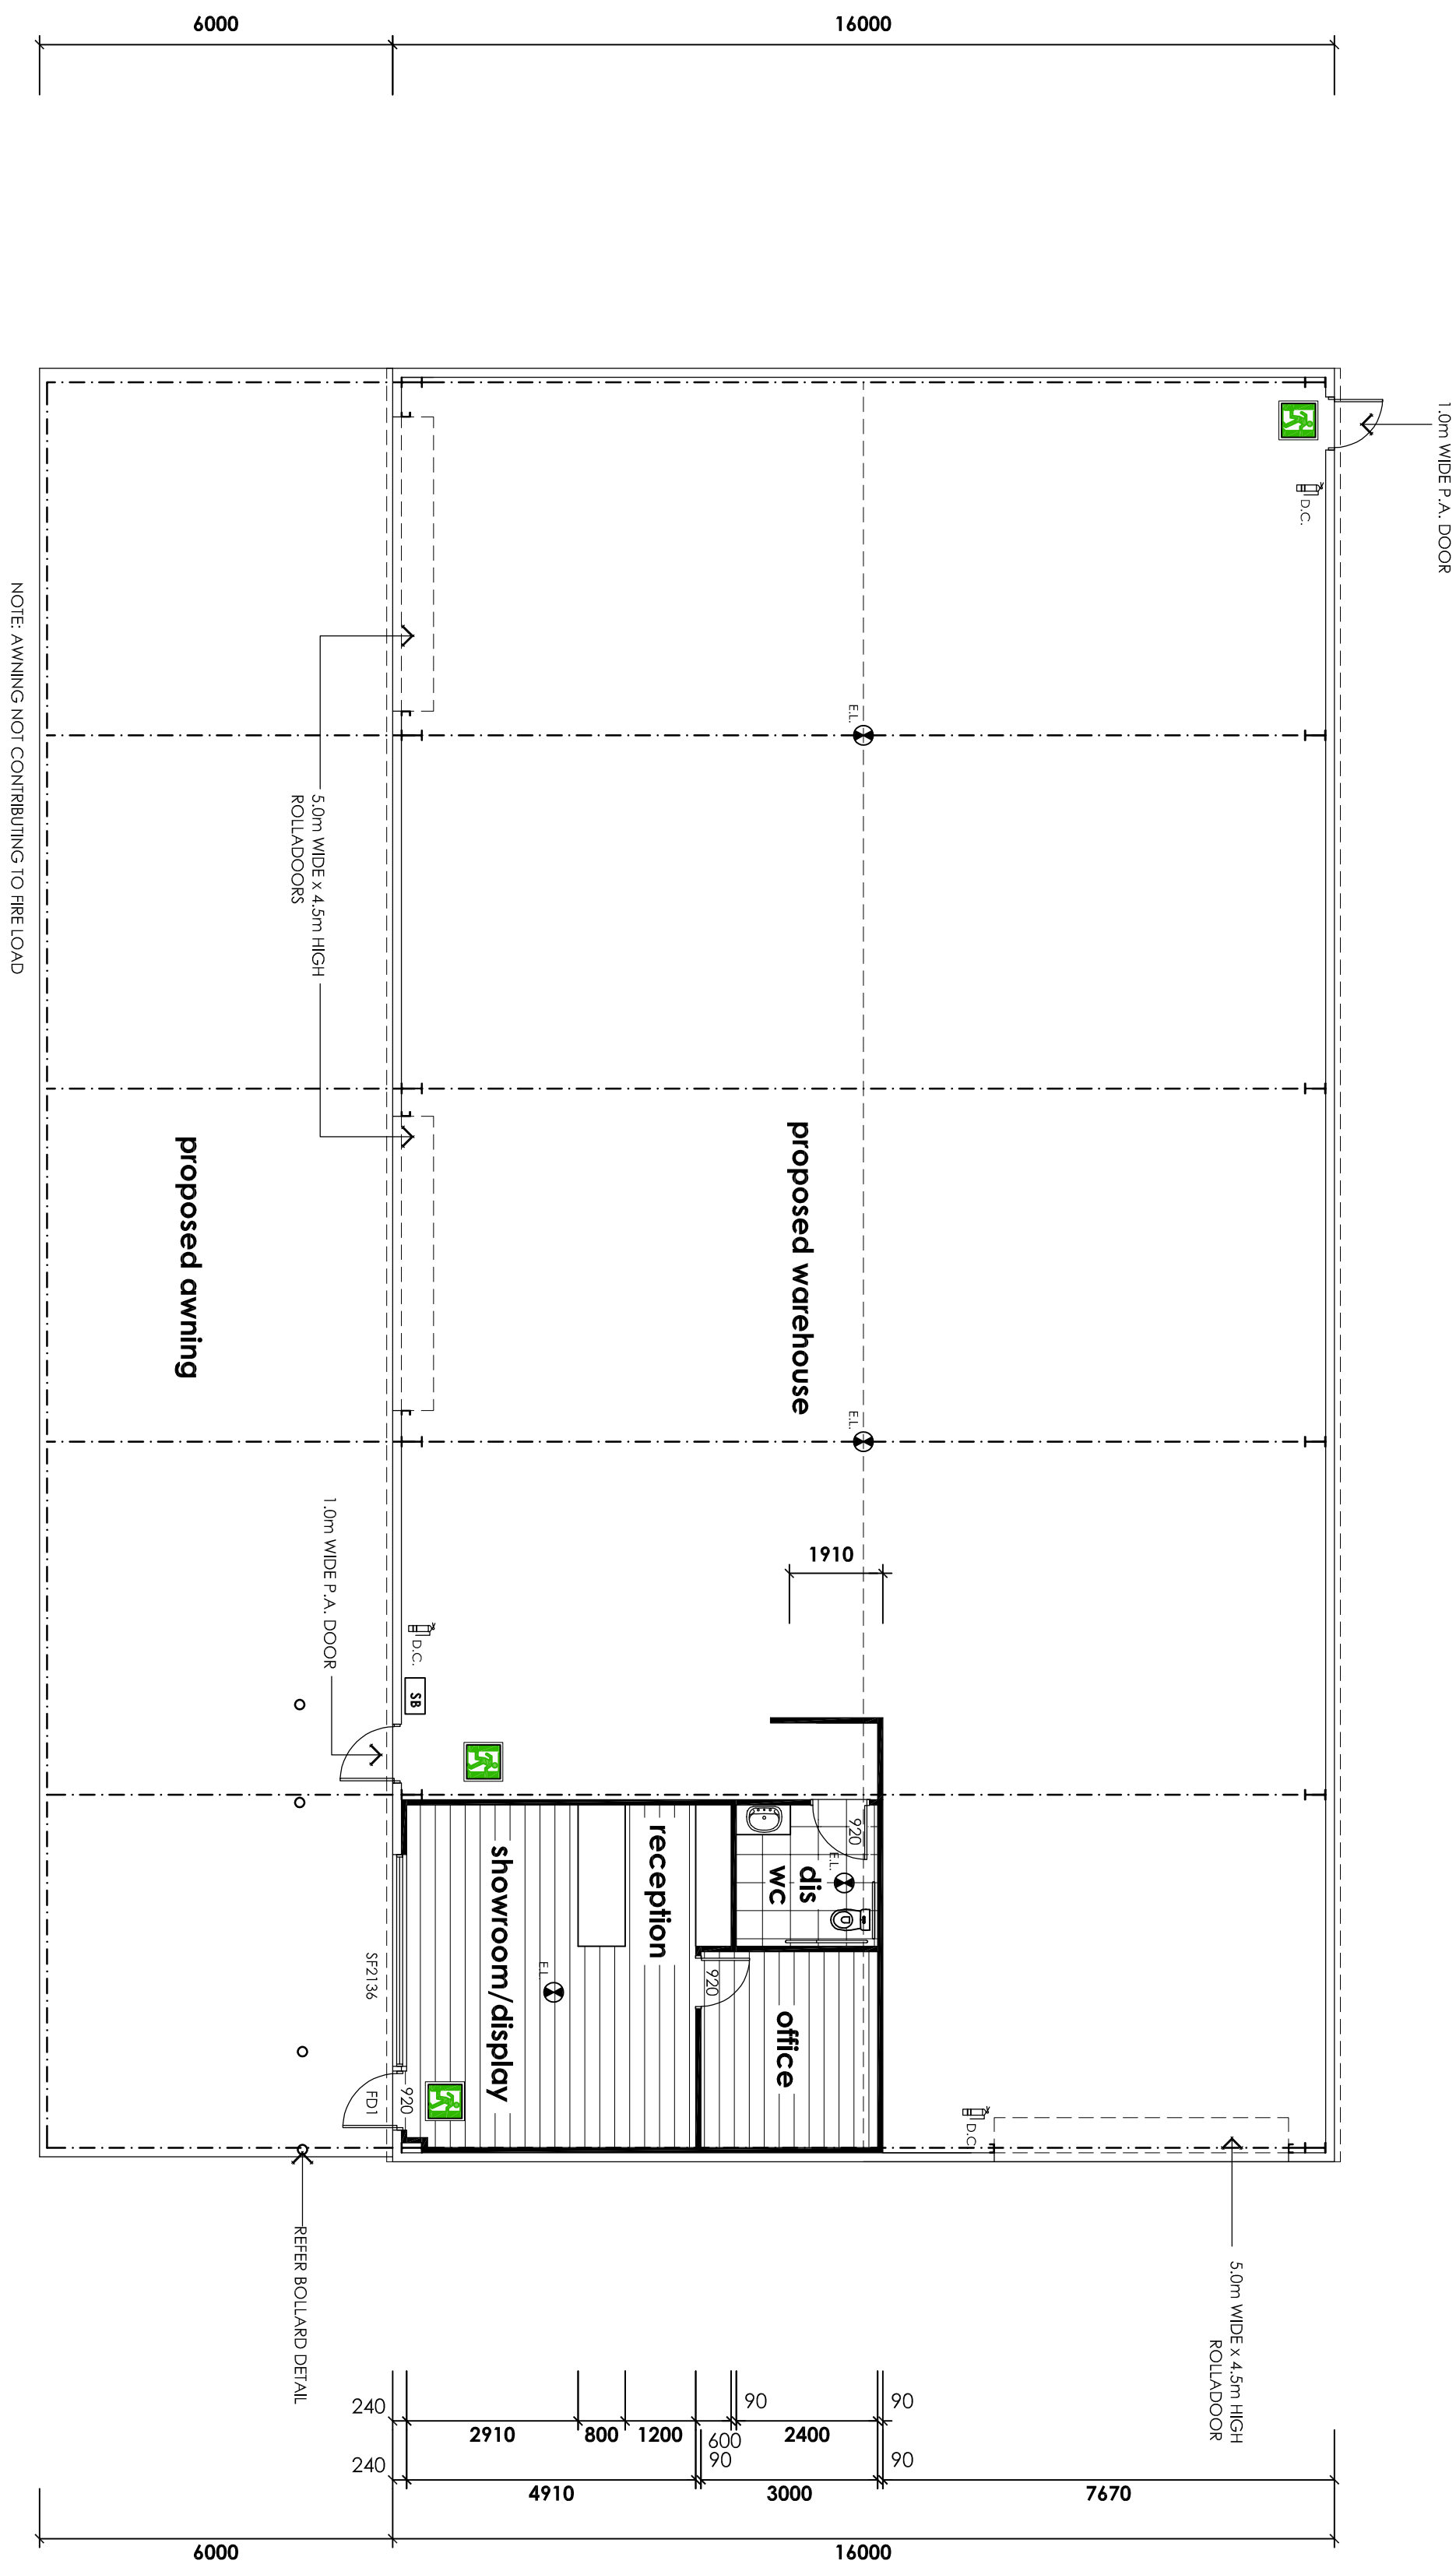 6000
16000
1.0m WIDE P.A. DOOR
D.C.
E.L.
5.0m WIDE x 4.5m HIGH
ROLLADOORS
NOTE: AWNING NOT CONTRIBUTING TO FIRE LOAD
proposed awning
proposed warehouse
E.L.
1910
1.0m WIDE P.A. DOOR
D.C.
SB
920
E.L.
dis
wc
reception
showroom/display
E.L.
920
office
SF2136
FD1
920
D.C.
REFER BOLLARD DETAIL
5.0m WIDE x 4.5m HIGH
ROLLADOOR
240
2910
800
1200
600
90
2400
90
240
4910
90
3000
90
7670
6000
16000